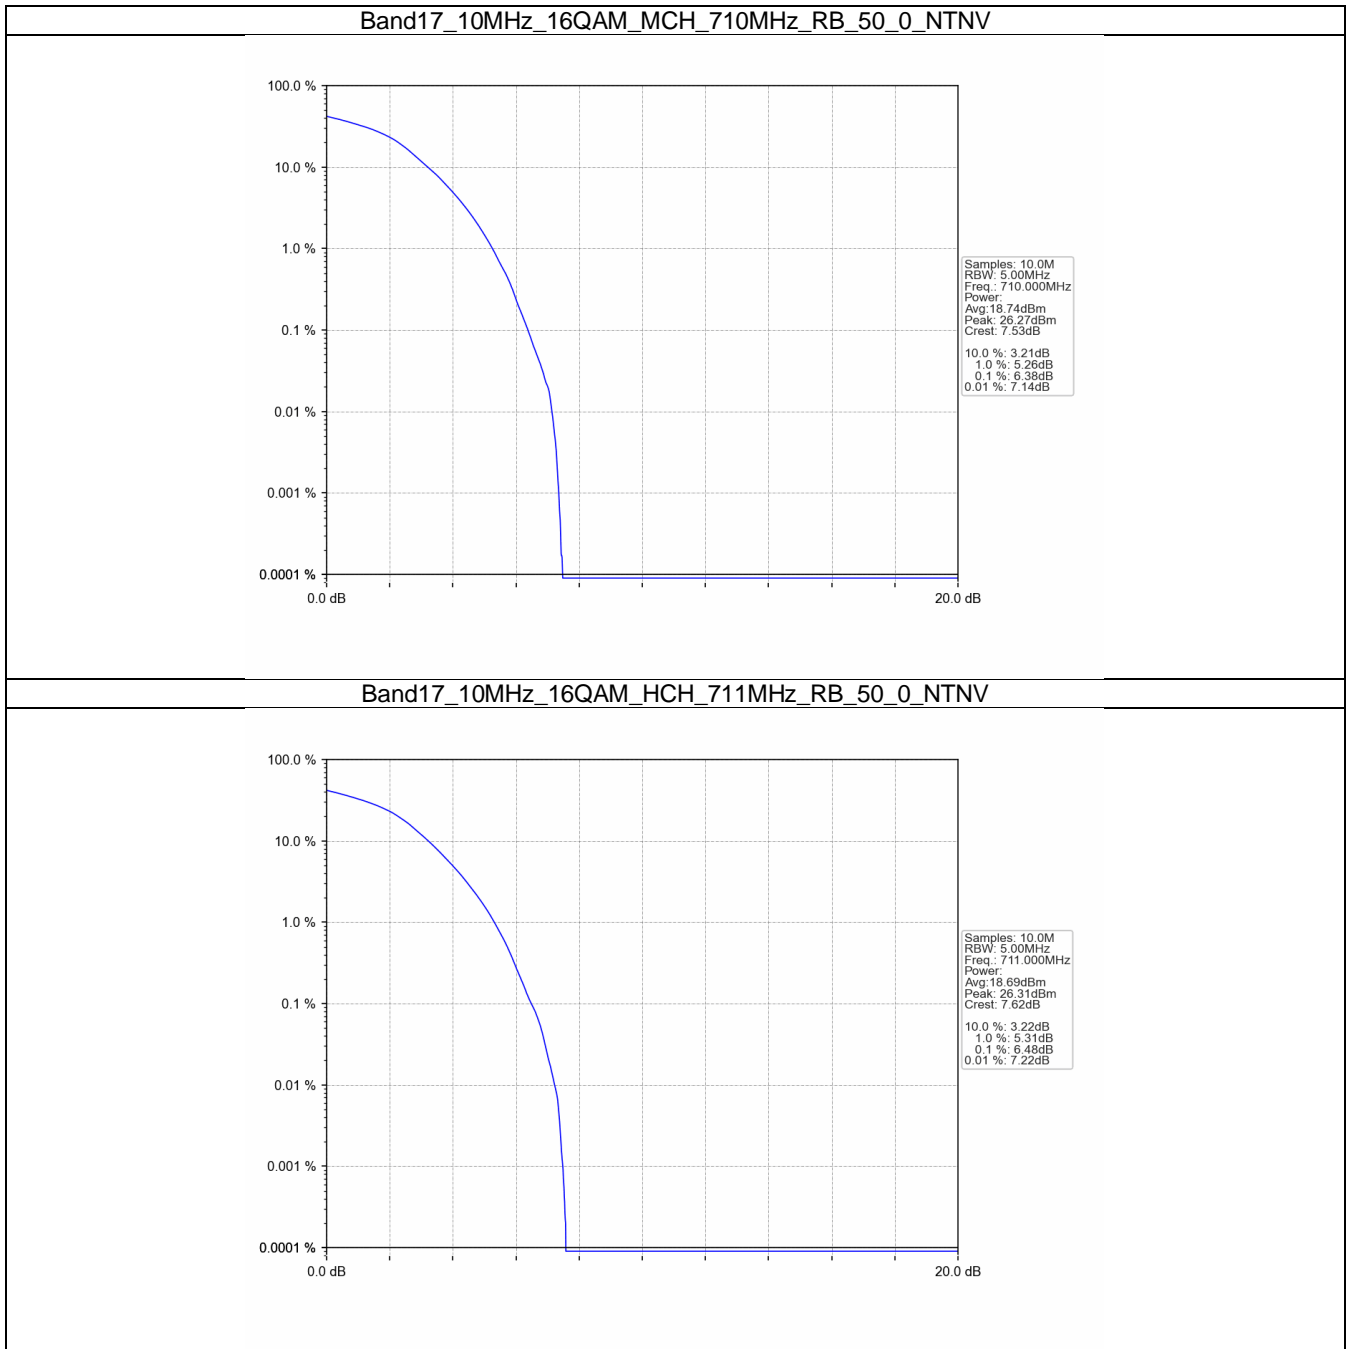 Band17_10MHz_16QAM_MCH_710MHz_RB_50_0_NTNV
100.0 %
10.0 %
1.0 %
0.1 %
0.01 %
0.001 %
0.0001 %
0.0 dB
20.0 dB
Samples: 10.0M
RBW: 5.00MHz
Freq.: 710.000MHz
Power:
Avg:18.74dBm
Peak: 26.27dBm
Crest: 7.53dB
10.0 %: 3.21dB
1.0 %: 5.26dB
0.1 %: 6.38dB
0.01 %: 7.14dB
Band17_10MHz_16QAM_HCH_711MHz_RB_50_0_NTNV
100.0 %
10.0 %
1.0 %
0.1 %
0.01 %
0.001 %
0.0001 %
0.0 dB
20.0 dB
Samples: 10.0M
RBW: 5.00MHz
Freq.: 711.000MHz
Power:
Avg:18.69dBm
Peak: 26.31dBm
Crest: 7.62dB
10.0 %: 3.22dB
1.0 %: 5.31dB
0.1 %: 6.48dB
0.01 %: 7.22dB